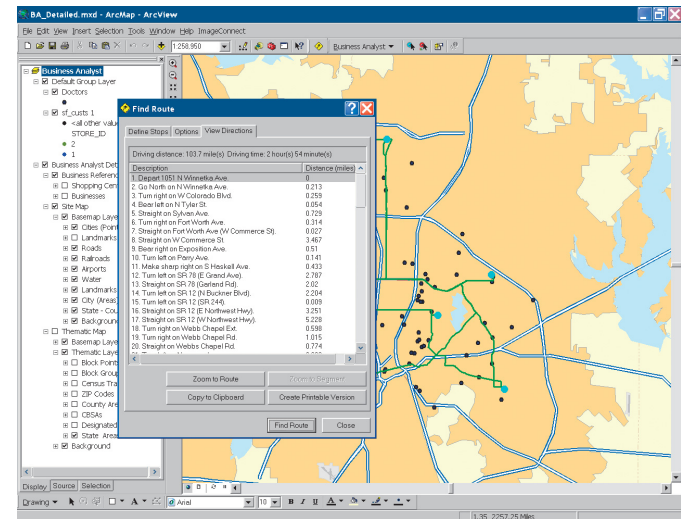 BA_Detailed.mxd - ArcMap - ArcView
File Edit View Insert Selection Tools Window Help ImageConnect
1:258,950
Business Analyst
Business Analyst
Default Group Layer
Doctors
sf_custs 1
<all other value
STORE_ID
2
1
Business Analyst Det
Business Referenc
Shopping Cen
Businesses
Site Map
Basemap Laye
Cities (Point
Landmarks
Roads
Railroads
Airports
Water
Landmarks
City (Areas)
State - Cou
Background
Thematic Map
Basemap Laye
Thematic Laye
Block Points
Block Group
Census Tra
ZIP Codes
County Are
CBSAs
Designated
State Areas
Background
Display Source Selection
Find Route
Define Stops Options View Directions
Driving distance: 103.7 mile(s) Driving time: 2 hour(s) 54 minute(s)
Description Distance (miles)
1. Depart 1051 N Winnetka Ave. 0
2. Go North on N Winnetka Ave. 0.213
3. Turn right on W Colorado Blvd. 0.259
4. Bear left on N Tyler St. 0.054
5. Straight on Sylvan Ave. 0.729
6. Turn right on Fort Worth Ave. 0.314
7. Straight on Fort Worth Ave (W Commerce St). 0.027
8. Straight on W Commerce St. 3.467
9. Bear right on Exposition Ave. 0.51
10. Turn left on Parry Ave. 0.141
11. Make sharp right on S Haskell Ave. 0.433
12. Turn left on SR 78 (E Grand Ave). 2.787
13. Straight on SR 78 (Garland Rd). 2.02
14. Turn left on SR 12 (N Buckner Blvd). 2.204
15. Turn left on SR 12 (SR 244). 0.009
16. Straight on SR 12 (E Northwest Hwy). 3.251
17. Straight on SR 12 (W Northwest Hwy). 5.228
18. Turn right on Webb Chapel Ext. 0.598
19. Turn right on Webb Chapel Rd. 1.015
20. Straight on Webbs Chapel Rd. 0.774
Zoom to Route Zoom to Segment
Copy to Clipboard Create Printable Version
Find Route Close
Drawing A Arial 10 B I U A
1.35 2257.25 Miles